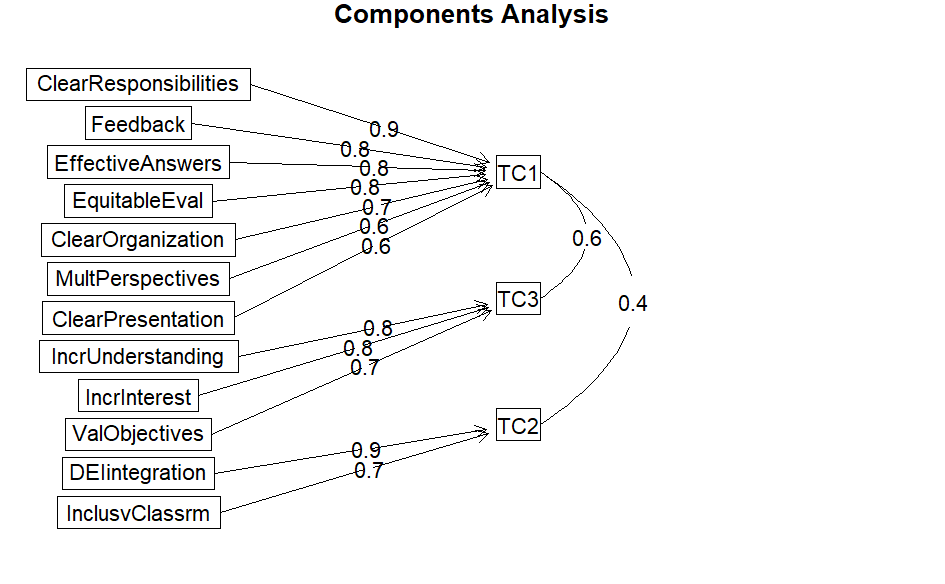 Components Analysis
ClearResponsibilities
Feedback
EffectiveAnswers
EquitableEval
ClearOrganization
MultPerspectives
ClearPresentation
IncrUnderstanding
IncrInterest
ValObjectives
DEIintegration
InclusvClassrm
0.9
0.8
0.8
0.8
0.7
0.6
0.6
0.8
0.8
0.7
0.9
0.7
TC1
TC3
TC2
0.6
0.4